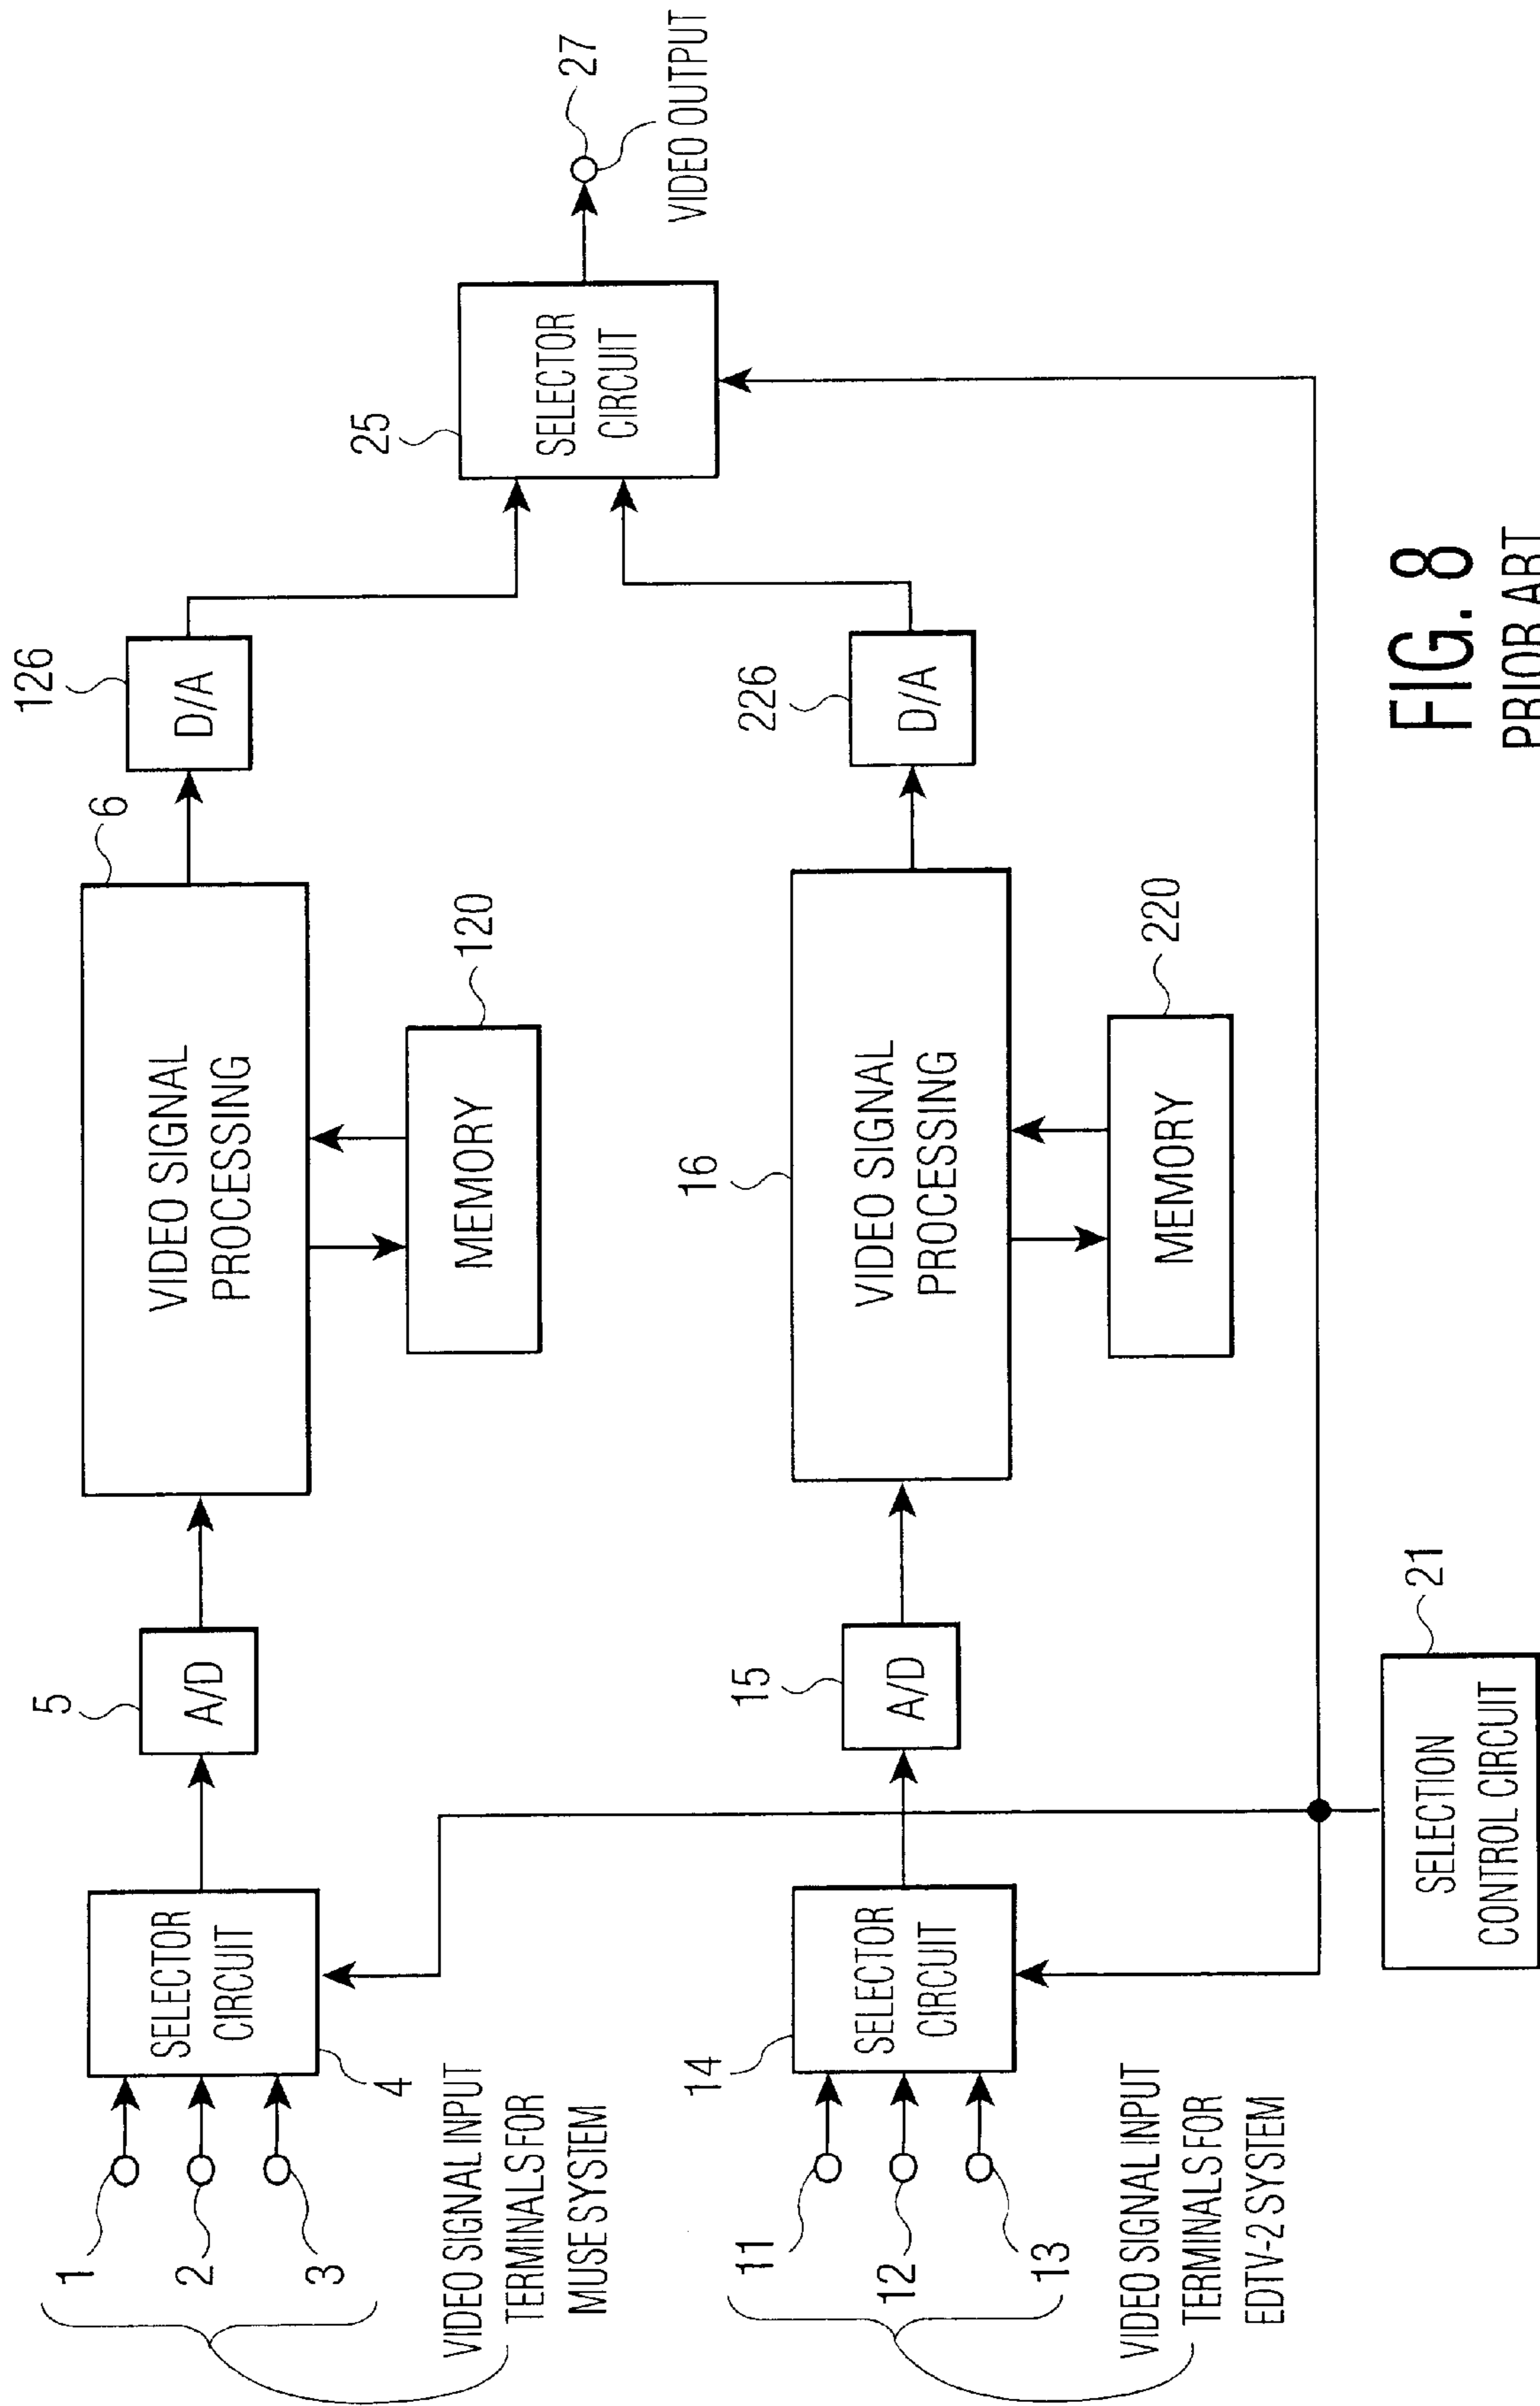 1
2
3
VIDEO SIGNAL INPUT
TERMINALS FOR
MUSE SYSTEM
SELECTOR
CIRCUIT
4
5
A/D
VIDEO SIGNAL
PROCESSING
6
MEMORY
120
126
D/A
11
12
13
VIDEO SIGNAL INPUT
TERMINALS FOR
EDTV-2 SYSTEM
14
SELECTOR
CIRCUIT
15
A/D
16
VIDEO SIGNAL
PROCESSING
MEMORY
220
226
D/A
25
SELECTOR
CIRCUIT
27
VIDEO OUTPUT
21
SELECTION
CONTROL CIRCUIT
FIG. 8
PRIOR ART